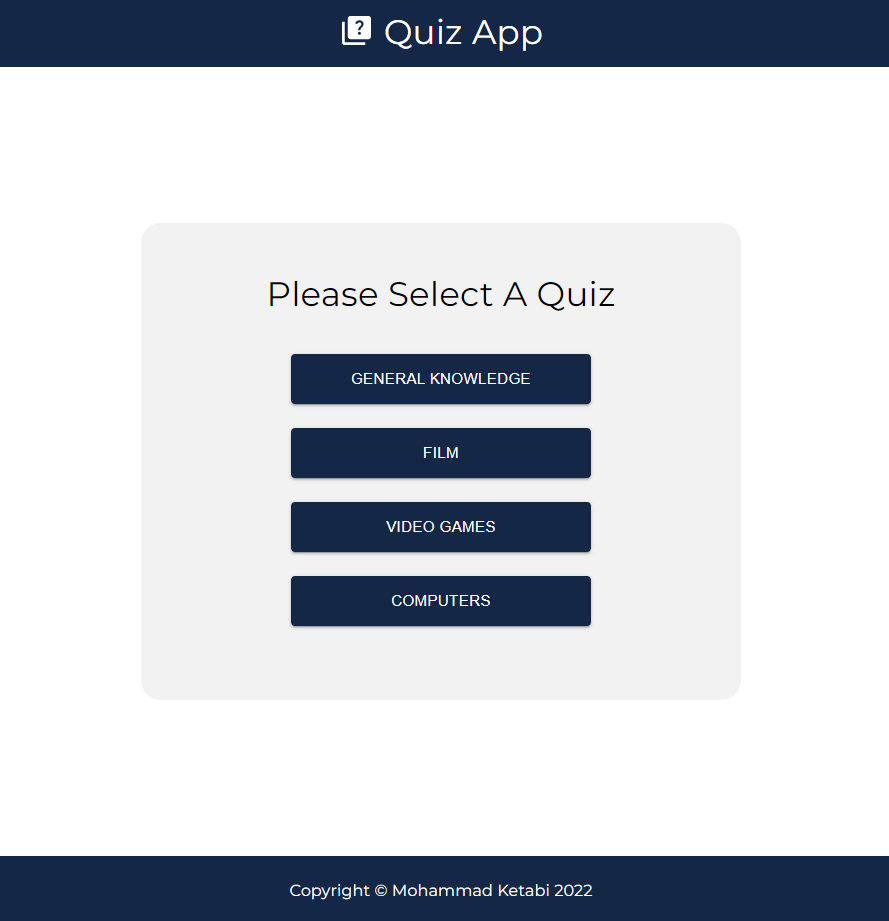 Quiz App
Please Select A Quiz
GENERAL KNOWLEDGE
FILM
VIDEO GAMES
COMPUTERS
Copyright © Mohammad Ketabi 2022